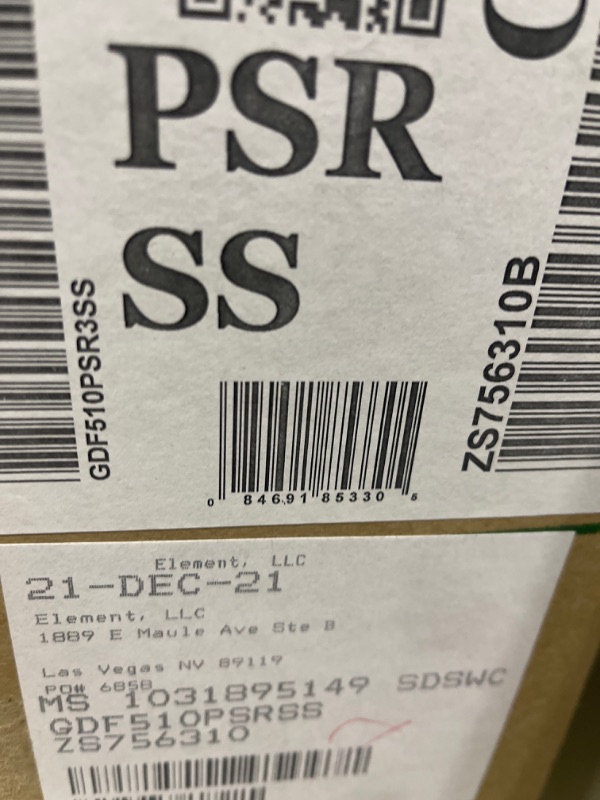 PSR
SS
GDF510PSR3SS
ZS756310B
0 84691 85330 5
Element, LLC
21-DEC-21
Element, LLC
1889 E Maule Ave Ste B
Las Vegas NV 89119
PO# 6858
MS 1031895149 SDSWC
GDF510PSRSS
ZS756310